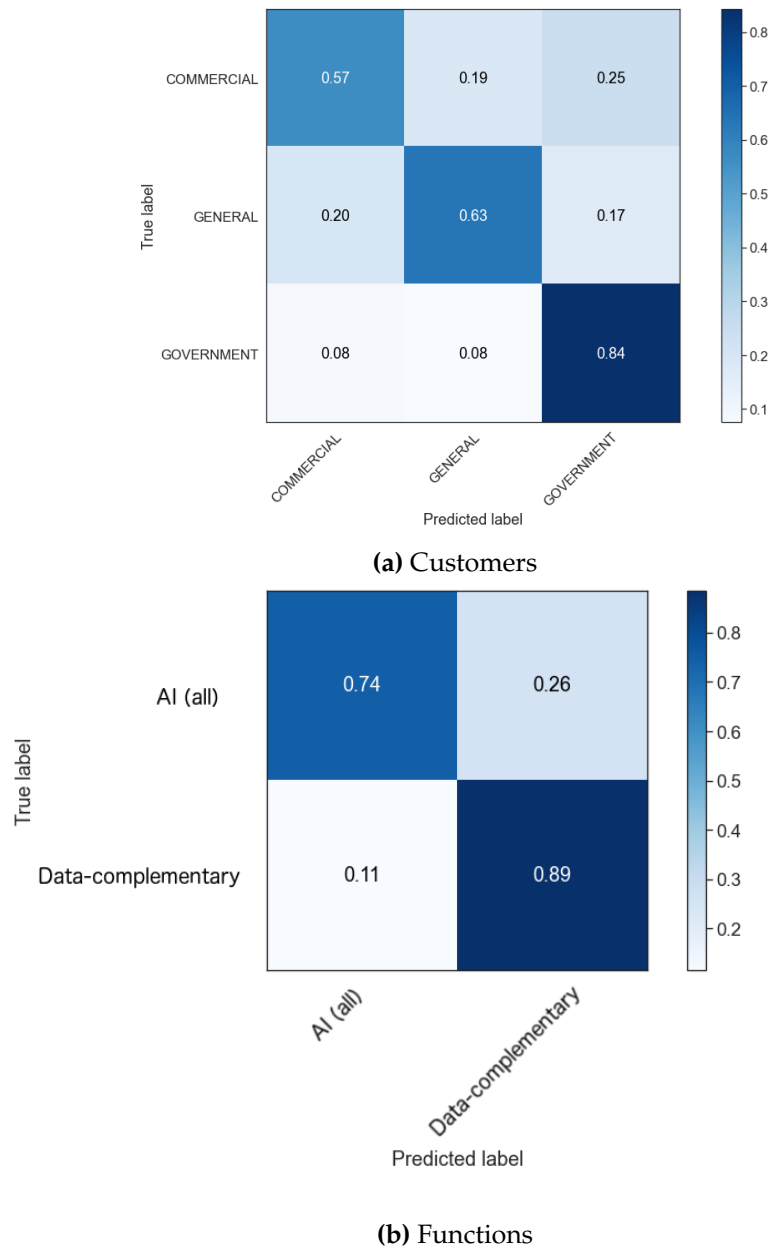 COMMERCIAL 0.57 0.19 0.25
GENERAL 0.20 0.63 0.17
GOVERNMENT 0.08 0.08 0.84
True label
COMMERCIAL GENERAL GOVERNMENT
Predicted label
0.8
0.7
0.6
0.5
0.4
0.3
0.2
0.1
(a) Customers
AI (all) 0.74 0.26
Data-complementary 0.11 0.89
True label
AI (all) Data-complementary
Predicted label
0.8
0.7
0.6
0.5
0.4
0.3
0.2
(b) Functions